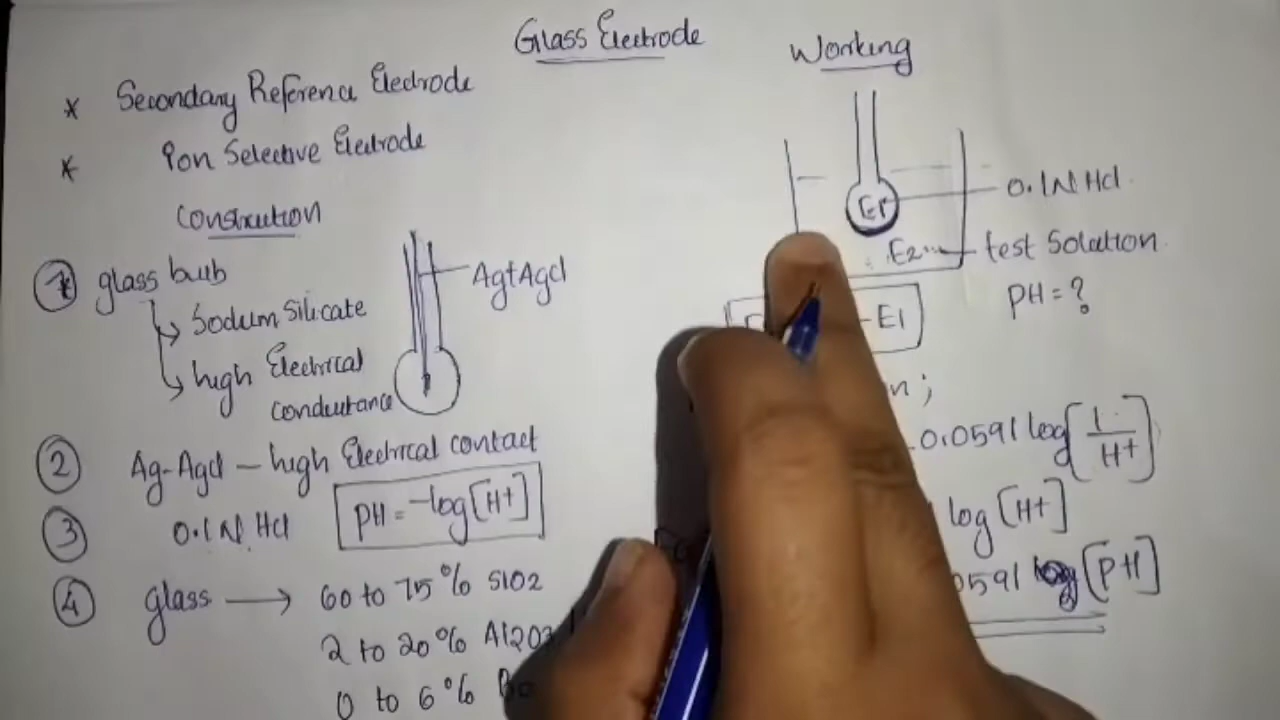 Glass Electrode
* Secondary Reference Electrode
* Ion Selective Electrode
Construction
1 glass bulb
Sodium Silicate
high Electrical
conductance
Ag+Agcl
2 Ag-Agcl - high Electrical contact
3 0.1N HCl
PH = -log[H+]
4 glass → 60 to 75% SiO2
2 to 20% Al2O3
0 to 6%
Working
E1
0.1N HCl
E2
test Solution
PH = ?
-E1
n ;
0.0591 log[1/H+]
log [H+]
0591 [PH]